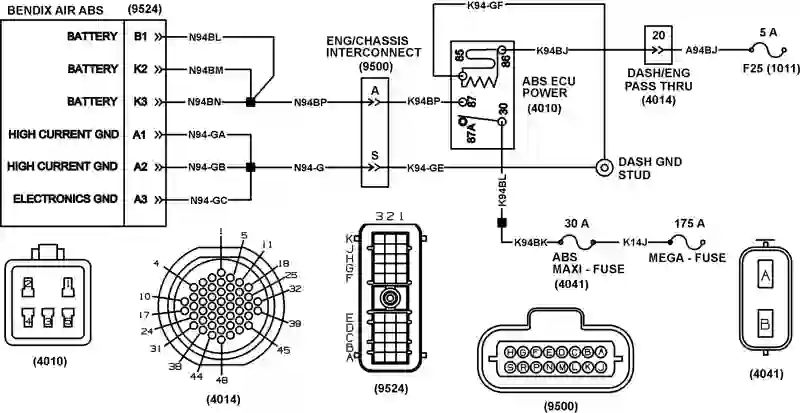 BENDIX AIR ABS (9524)
BATTERY B1 N94BL
BATTERY K2 N94BM
BATTERY K3 N94BN
HIGH CURRENT GND A1 N94-GA
HIGH CURRENT GND A2 N94-GB
ELECTRONICS GND A3 N94-GC
N94BP
N94-G
ENG/CHASSIS
INTERCONNECT
(9500)
A
S
K94BP
K94-GE
K94-GF
85
86
87
87A
30
ABS ECU
POWER
(4010)
K94BJ
20
DASH/ENG
PASS THRU
(4014)
A94BJ
5 A
F25 (1011)
DASH GND
STUD
K94BL
K94BK
30 A
ABS
MAXI - FUSE
(4041)
K14J
175 A
MEGA - FUSE
(4010)
1
5
11
18
25
32
39
45
48
44
38
31
24
17
10
4
(4014)
3 2 1
K
J
H
G
F
E
D
C
B
A
(9524)
H G F E D C B A
S R P N M L K J
(9500)
A
B
(4041)